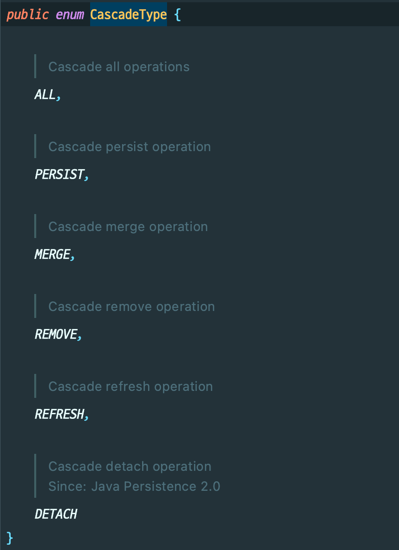 public enum CascadeType {
Cascade all operations
ALL,
Cascade persist operation
PERSIST,
Cascade merge operation
MERGE,
Cascade remove operation
REMOVE,
Cascade refresh operation
REFRESH,
Cascade detach operation
Since: Java Persistence 2.0
DETACH
}